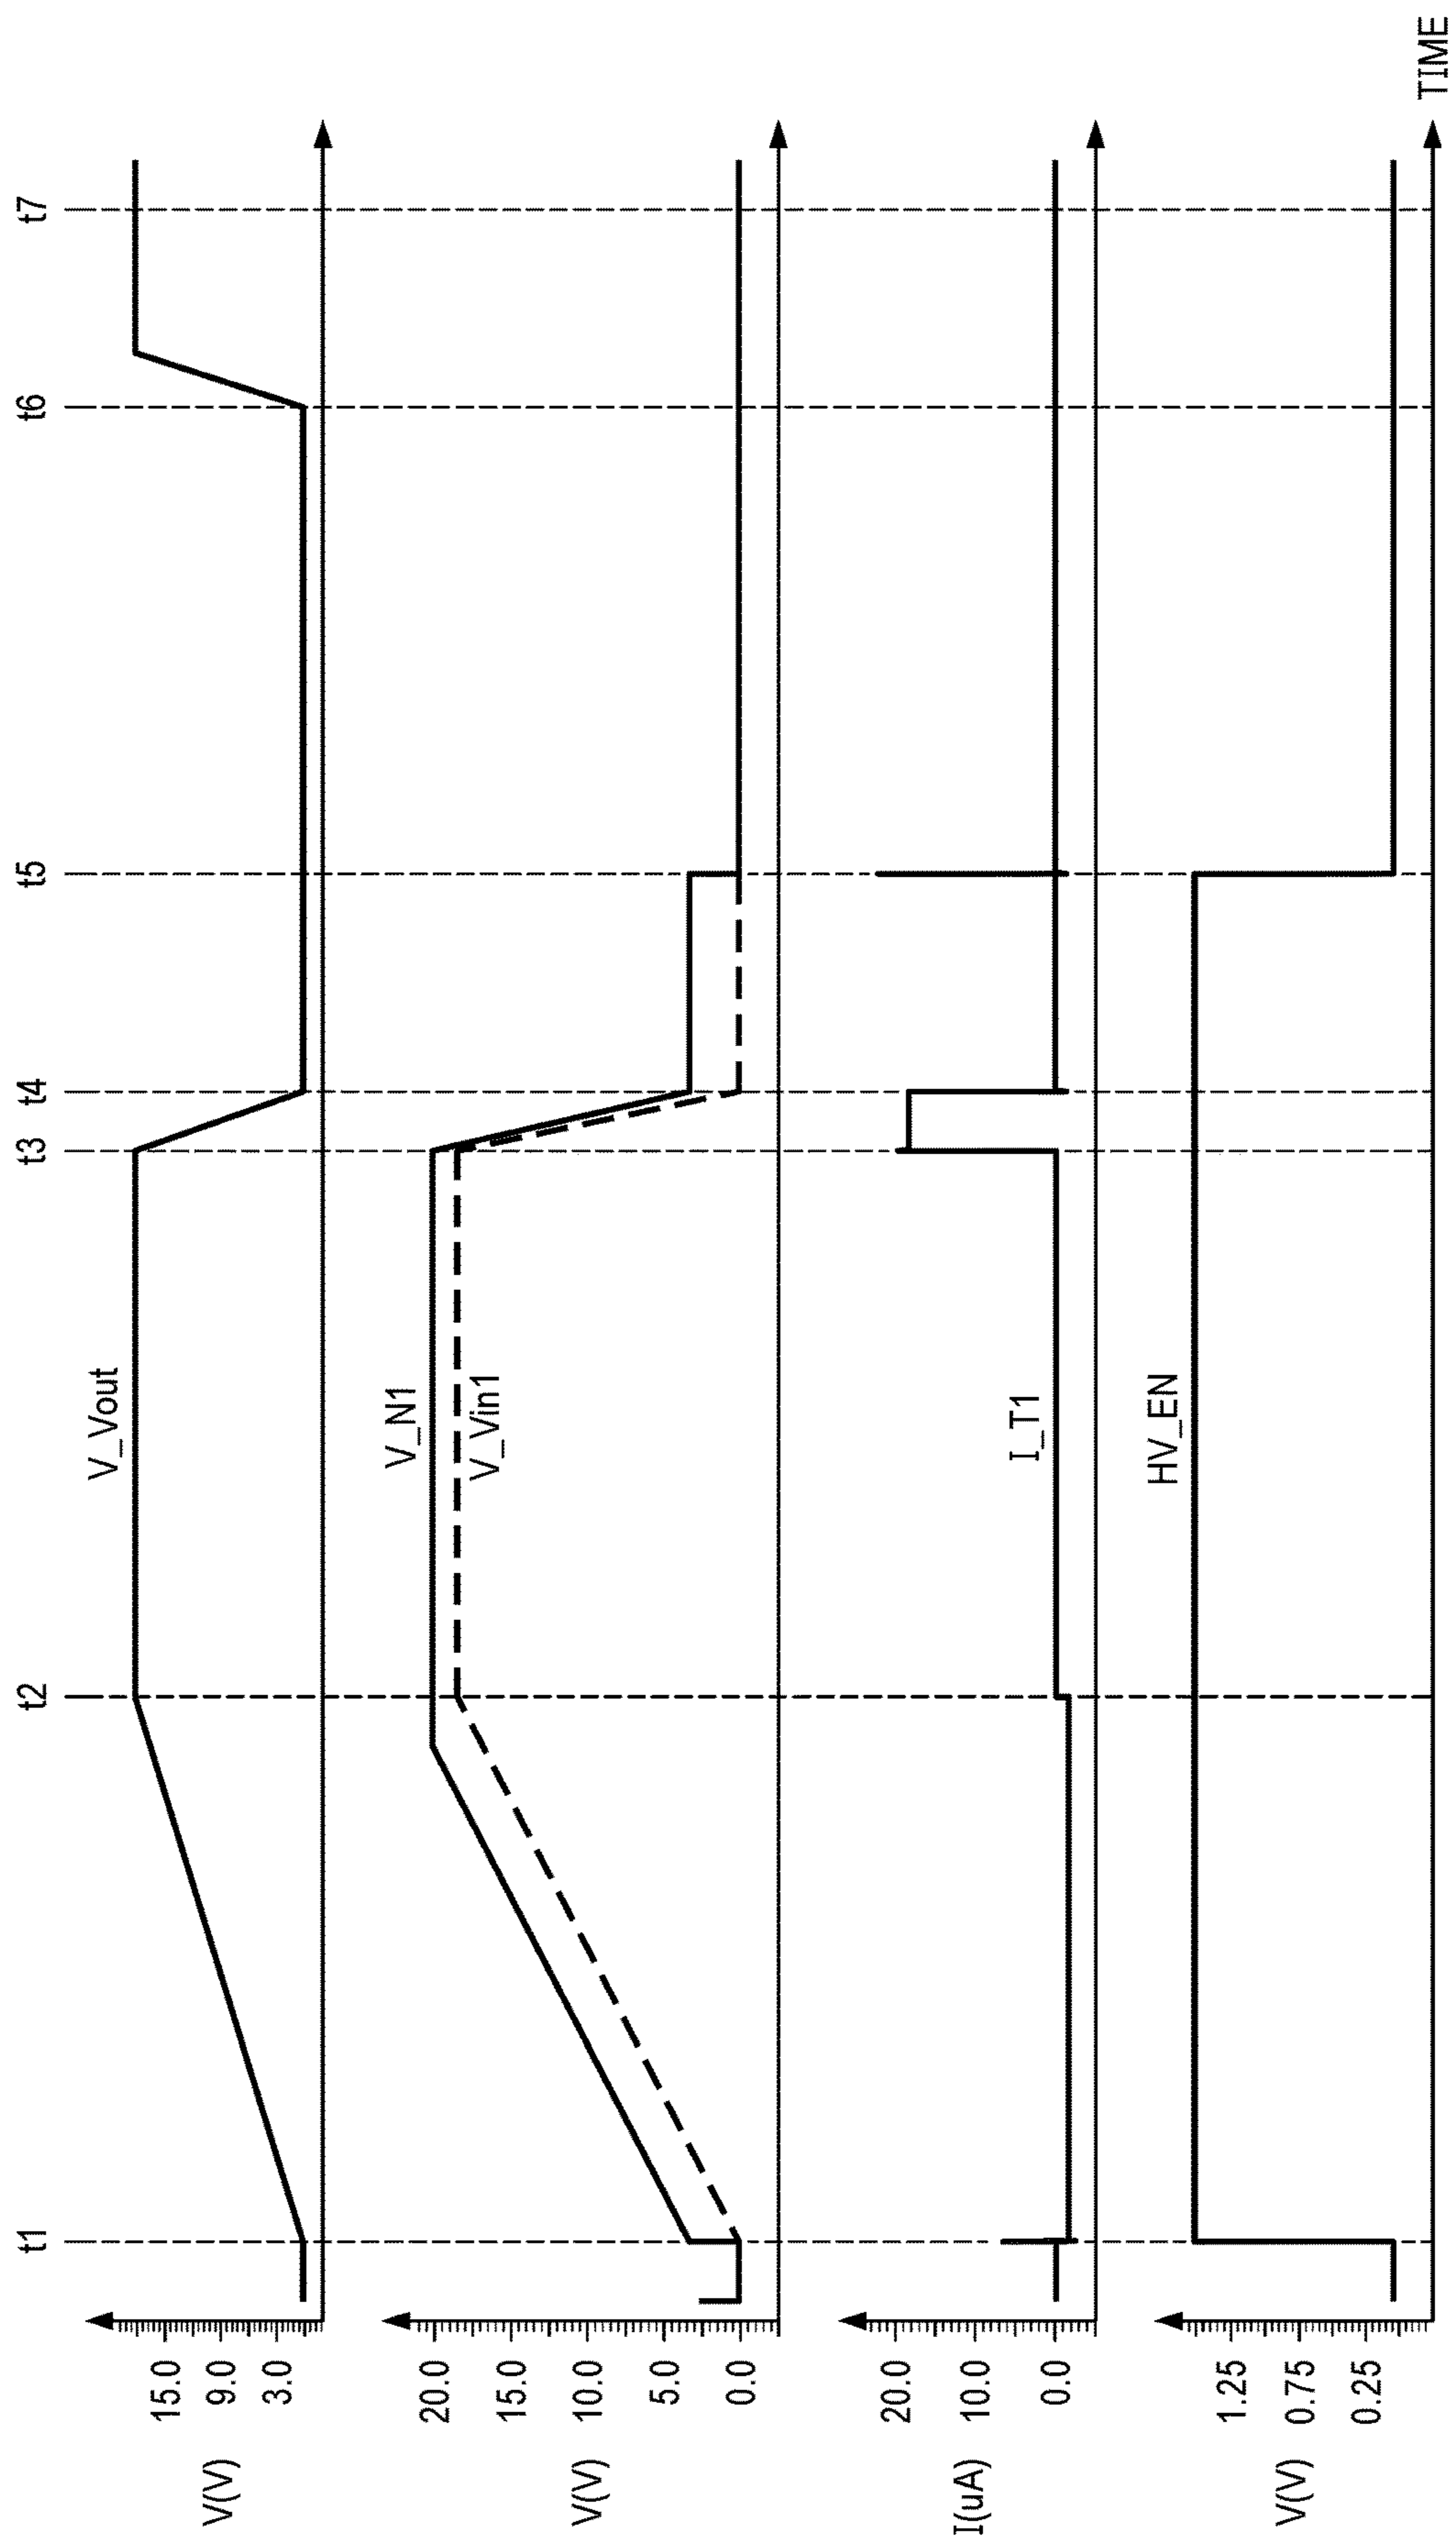 t1 t2 t3 t4 t5 t6 t7
V_Vout
15.0
9.0
3.0
V(V)
V_N1
V_Vin1
20.0
15.0
10.0
5.0
0.0
V(V)
I_T1
20.0
10.0
0.0
I(uA)
HV_EN
1.25
0.75
0.25
V(V)
TIME